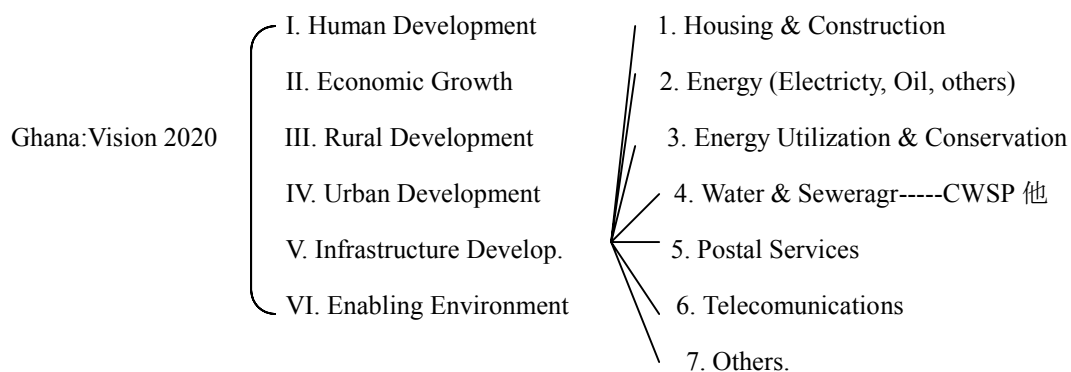 I. Human Development
1. Housing & Construction
II. Economic Growth
2. Energy (Electricty, Oil, others)
Ghana:Vision 2020
III. Rural Development
3. Energy Utilization & Conservation
IV. Urban Development
4. Water & Seweragr-----CWSP 他
V. Infrastructure Develop.
5. Postal Services
VI. Enabling Environment
6. Telecomunications
7. Others.